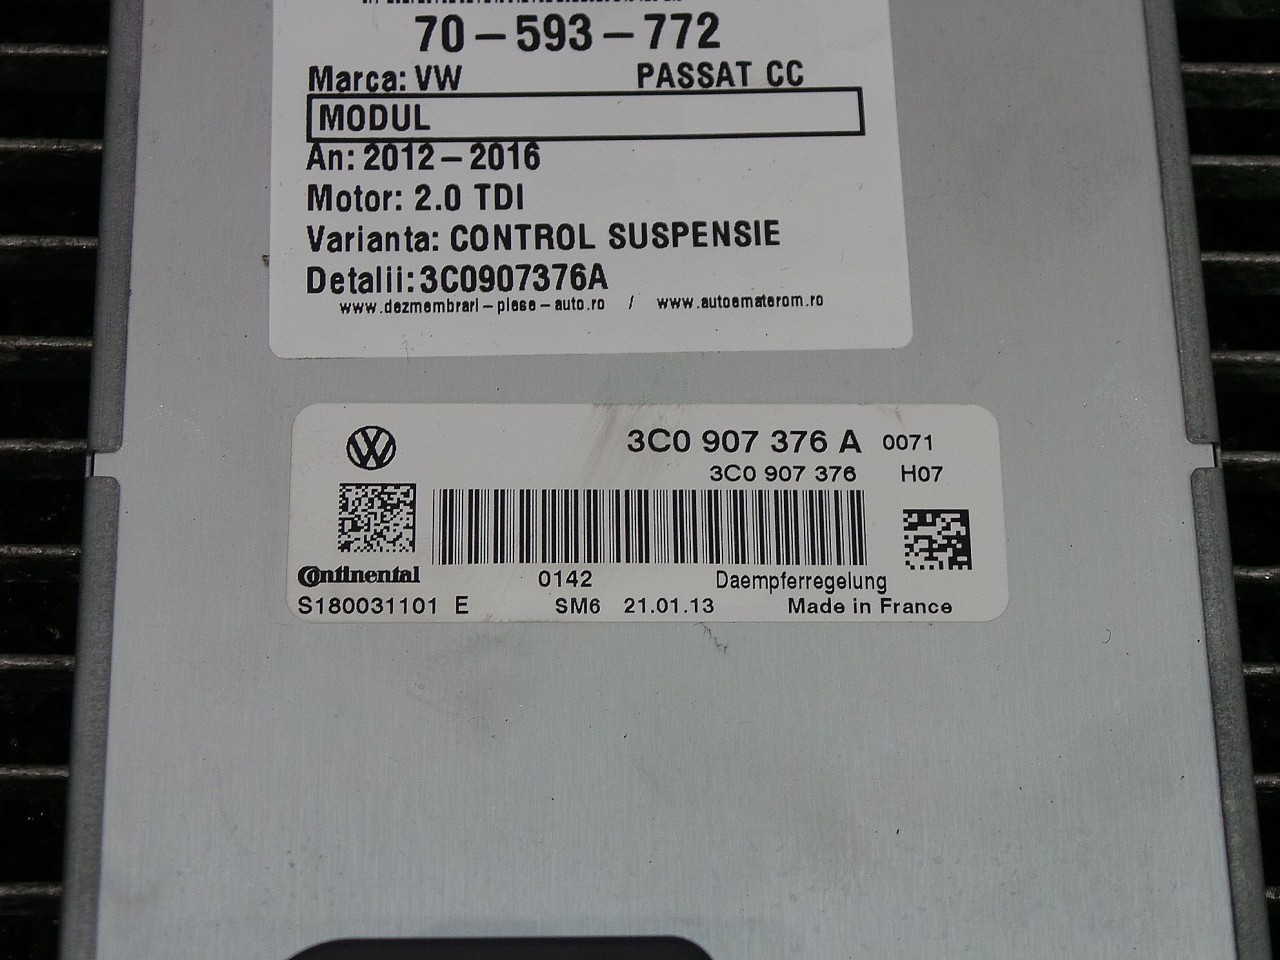 70-593-772
Marca: VW PASSAT CC
MODUL
An: 2012-2016
Motor: 2.0 TDI
Varianta: CONTROL SUSPENSIE
Detalii: 3C0907376A
www.dezmembrari-piese-auto.ro / www.autoematerom.ro
3C0 907 376 A 0071
3C0 907 376 H07
Continental 0142 Daempferregelung
S180031101 E SM6 21.01.13 Made in France